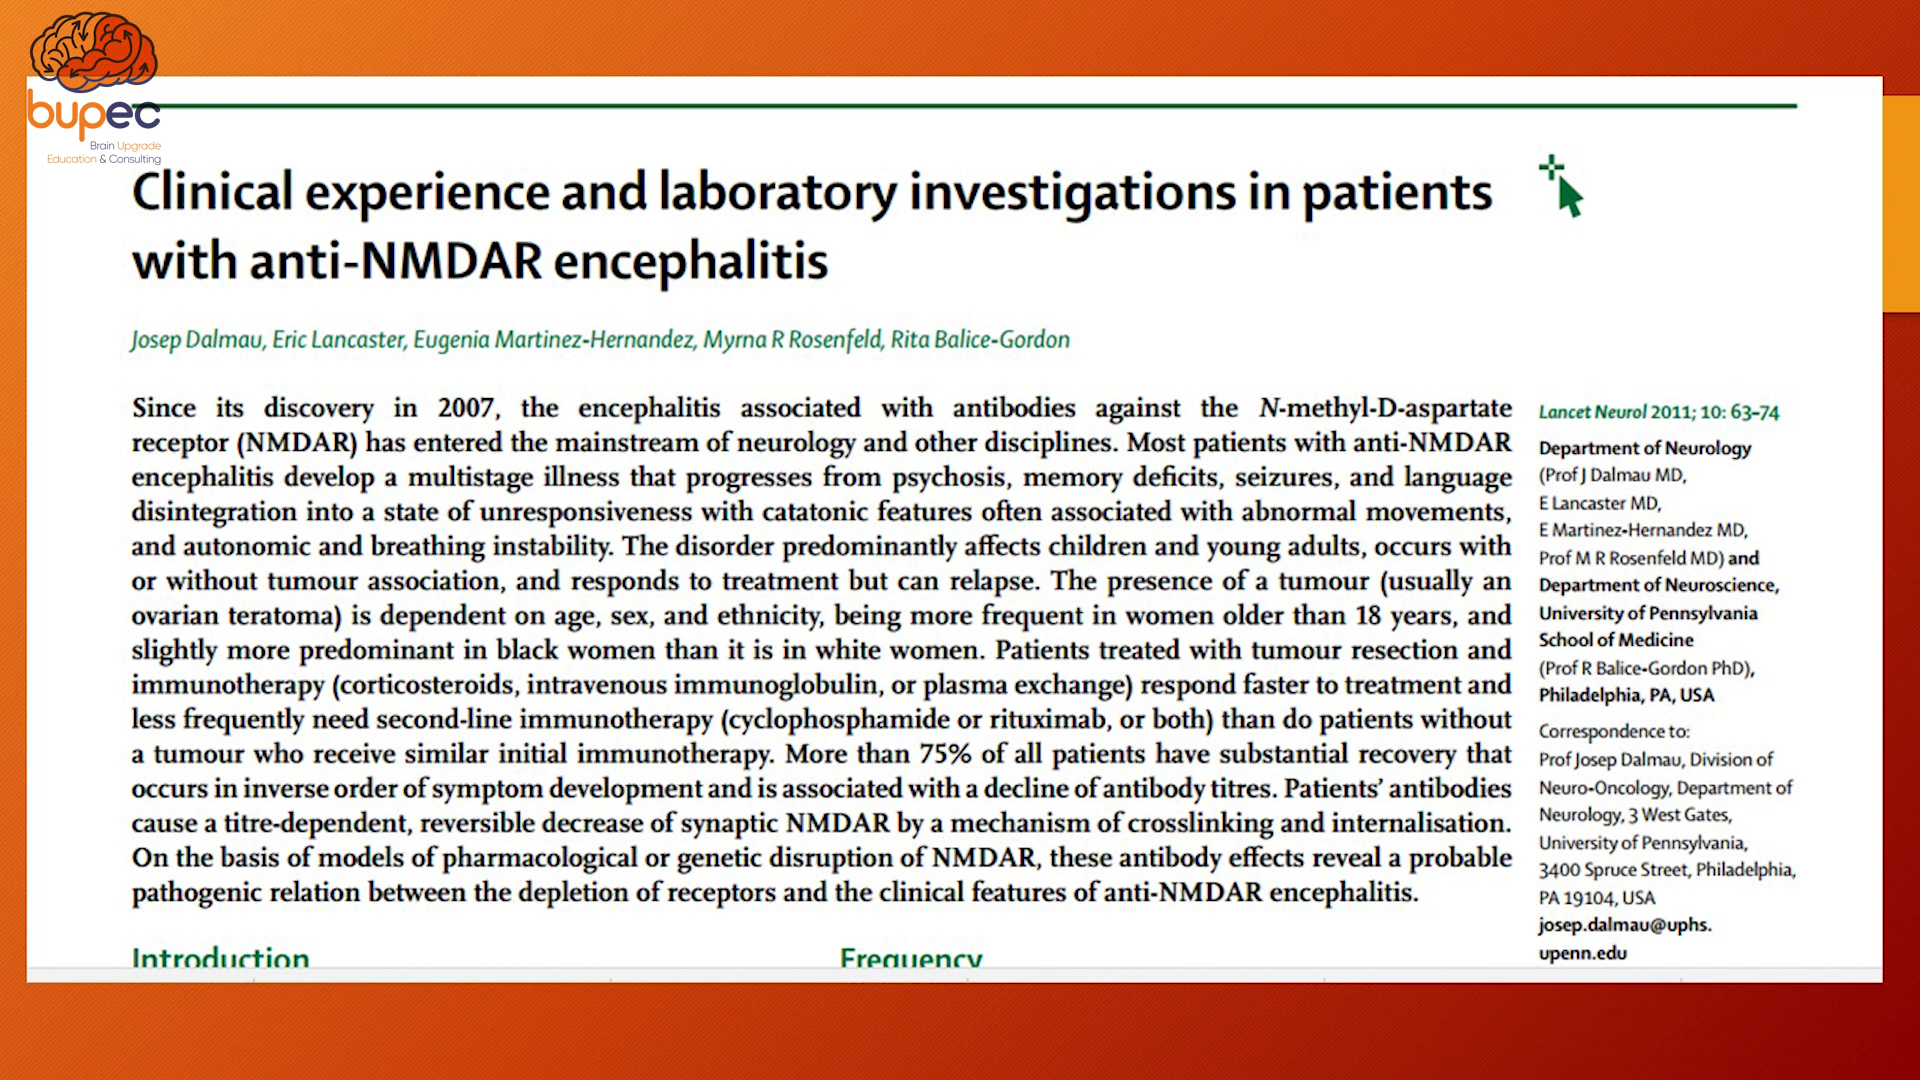 bupec
Brain Upgrade
Education & Consulting
Clinical experience and laboratory investigations in patients
with anti-NMDAR encephalitis
Josep Dalmau, Eric Lancaster, Eugenia Martinez-Hernandez, Myrna R Rosenfeld, Rita Balice-Gordon
Since its discovery in 2007, the encephalitis associated with antibodies against the N-methyl-D-aspartate
receptor (NMDAR) has entered the mainstream of neurology and other disciplines. Most patients with anti-NMDAR
encephalitis develop a multistage illness that progresses from psychosis, memory deficits, seizures, and language
disintegration into a state of unresponsiveness with catatonic features often associated with abnormal movements,
and autonomic and breathing instability. The disorder predominantly affects children and young adults, occurs with
or without tumour association, and responds to treatment but can relapse. The presence of a tumour (usually an
ovarian teratoma) is dependent on age, sex, and ethnicity, being more frequent in women older than 18 years, and
slightly more predominant in black women than it is in white women. Patients treated with tumour resection and
immunotherapy (corticosteroids, intravenous immunoglobulin, or plasma exchange) respond faster to treatment and
less frequently need second-line immunotherapy (cyclophosphamide or rituximab, or both) than do patients without
a tumour who receive similar initial immunotherapy. More than 75% of all patients have substantial recovery that
occurs in inverse order of symptom development and is associated with a decline of antibody titres. Patients’ antibodies
cause a titre-dependent, reversible decrease of synaptic NMDAR by a mechanism of crosslinking and internalisation.
On the basis of models of pharmacological or genetic disruption of NMDAR, these antibody effects reveal a probable
pathogenic relation between the depletion of receptors and the clinical features of anti-NMDAR encephalitis.
Lancet Neurol 2011; 10: 63–74
Department of Neurology
(Prof J Dalmau MD,
E Lancaster MD,
E Martinez-Hernandez MD,
Prof M R Rosenfeld MD) and
Department of Neuroscience,
University of Pennsylvania
School of Medicine
(Prof R Balice-Gordon PhD),
Philadelphia, PA, USA
Correspondence to:
Prof Josep Dalmau, Division of
Neuro-Oncology, Department of
Neurology, 3 West Gates,
University of Pennsylvania,
3400 Spruce Street, Philadelphia,
PA 19104, USA
josep.dalmau@uphs.
upenn.edu
Introduction
Frequency